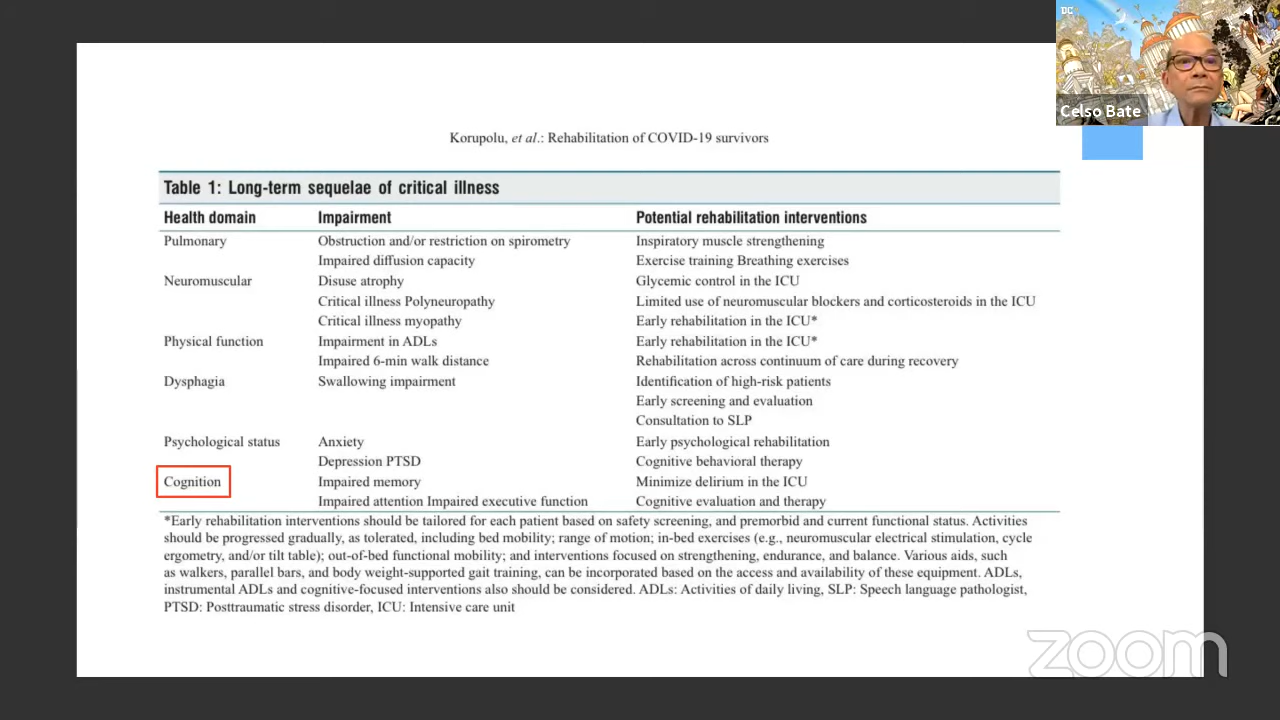 DC
Celso Bate
Korupolu, et al.: Rehabilitation of COVID-19 survivors
Table 1: Long-term sequelae of critical illness
Health domain Impairment Potential rehabilitation interventions
Pulmonary Obstruction and/or restriction on spirometry Inspiratory muscle strengthening
Impaired diffusion capacity Exercise training Breathing exercises
Neuromuscular Disuse atrophy Glycemic control in the ICU
Critical illness Polyneuropathy Limited use of neuromuscular blockers and corticosteroids in the ICU
Critical illness myopathy Early rehabilitation in the ICU*
Physical function Impairment in ADLs Early rehabilitation in the ICU*
Impaired 6-min walk distance Rehabilitation across continuum of care during recovery
Dysphagia Swallowing impairment Identification of high-risk patients
Early screening and evaluation
Consultation to SLP
Psychological status Anxiety Early psychological rehabilitation
Depression PTSD Cognitive behavioral therapy
Cognition Impaired memory Minimize delirium in the ICU
Impaired attention Impaired executive function Cognitive evaluation and therapy
*Early rehabilitation interventions should be tailored for each patient based on safety screening, and premorbid and current functional status. Activities
should be progressed gradually, as tolerated, including bed mobility; range of motion; in-bed exercises (e.g., neuromuscular electrical stimulation, cycle
ergometry, and/or tilt table); out-of-bed functional mobility; and interventions focused on strengthening, endurance, and balance. Various aids, such
as walkers, parallel bars, and body weight-supported gait training, can be incorporated based on the access and availability of these equipment. ADLs,
instrumental ADLs and cognitive-focused interventions also should be considered. ADLs: Activities of daily living, SLP: Speech language pathologist,
PTSD: Posttraumatic stress disorder, ICU: Intensive care unit
zoom